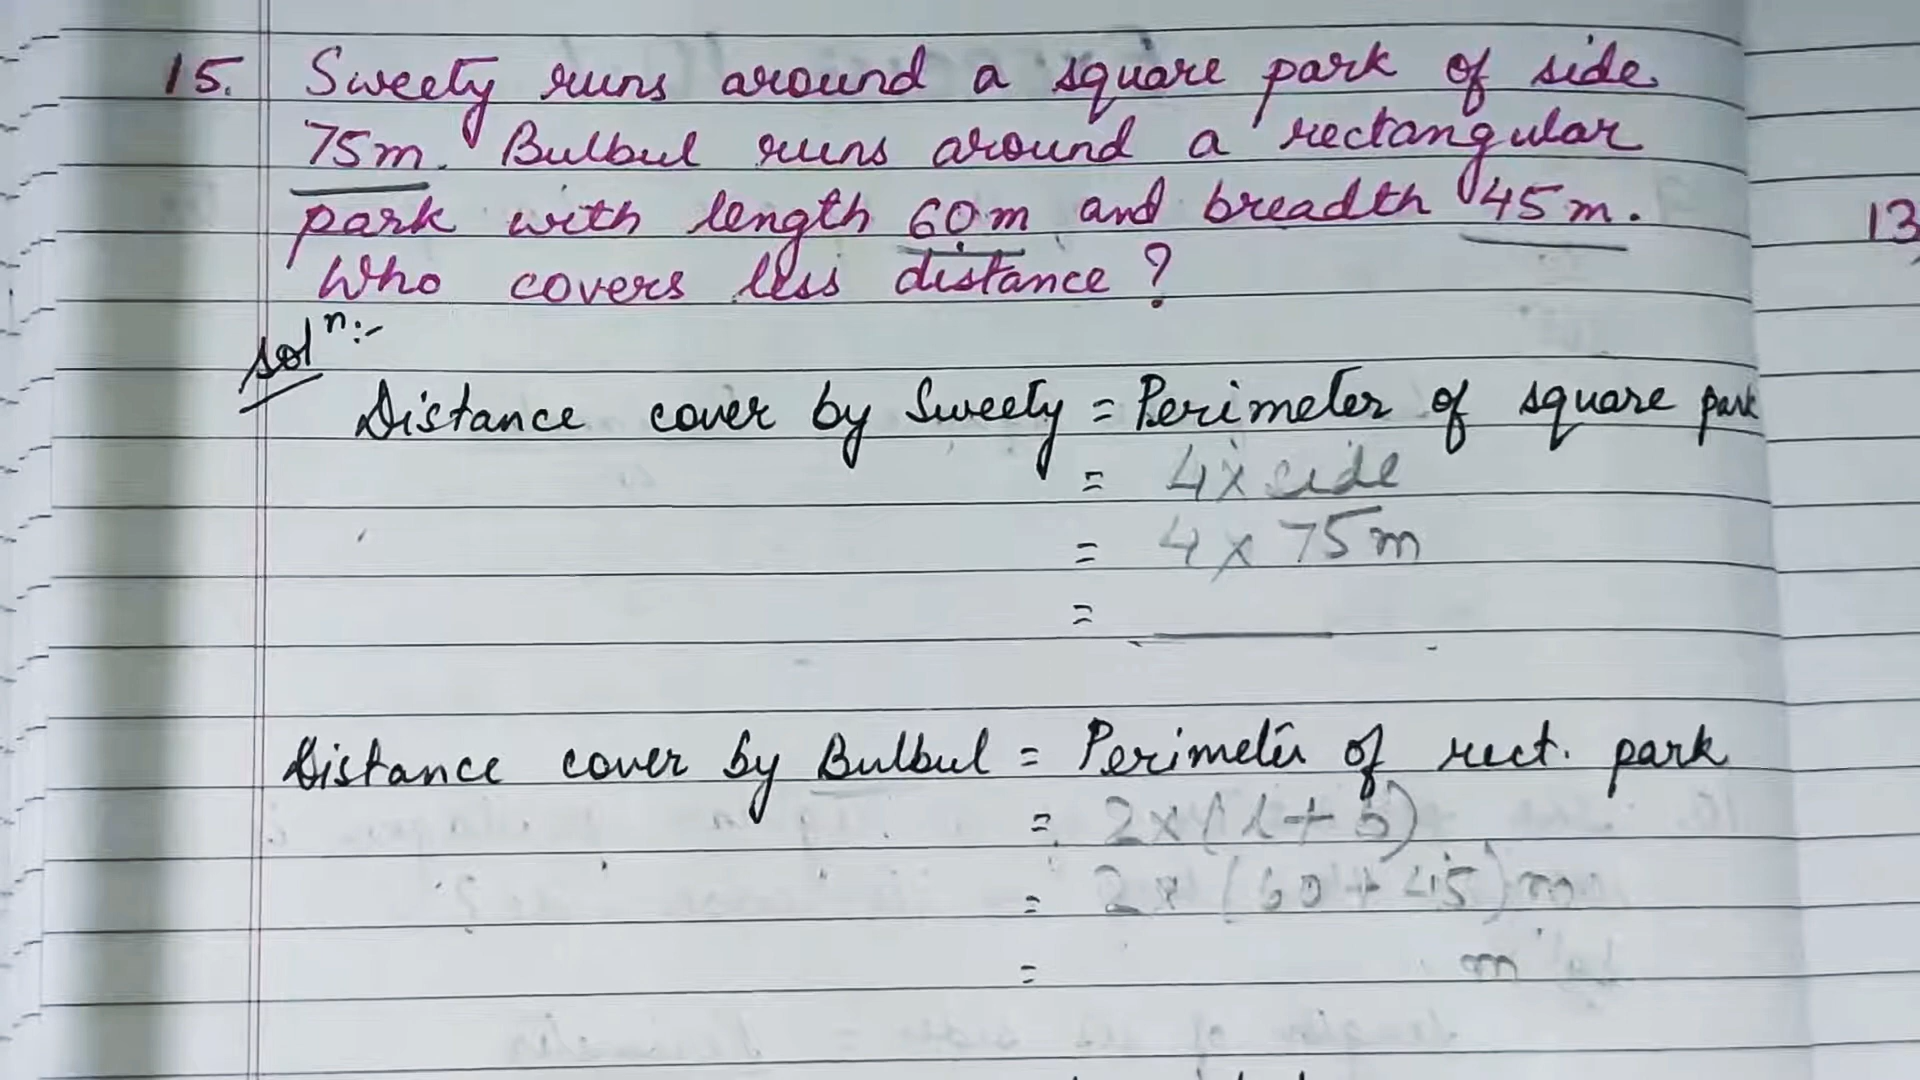 15. Sweety runs around a square park of side
75m. Bulbul runs around a rectangular
park with length 60m and breadth 45m.
Who covers less distance?
13
Solⁿ:-
Distance cover by Sweety = Perimeter of square park
= 4 x side
= 4 x 75m
=
Distance cover by Bulbul = Perimeter of rect. park
= 2x(l+b)
= 2x(60+45)m
= m